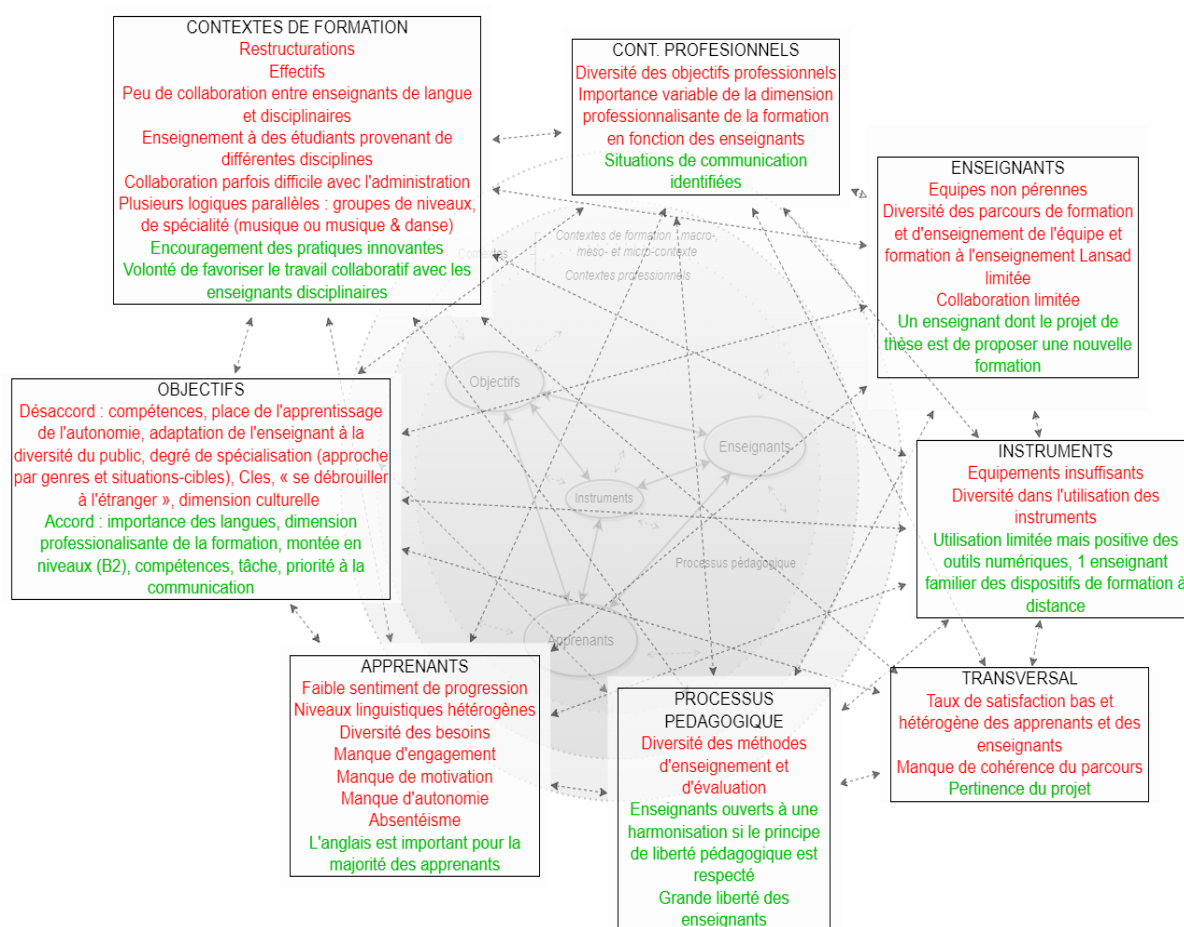 CONTEXTES DE FORMATION
Restructurations
Effectifs
Peu de collaboration entre enseignants de langue
et disciplinaires
Enseignement à des étudiants provenant de
différentes disciplines
Collaboration parfois difficile avec l'administration
Plusieurs logiques parallèles : groupes de niveaux,
de spécialité (musique ou musique & danse)
Encouragement des pratiques innovantes
Volonté de favoriser le travail collaboratif avec les
enseignants disciplinaires
CONT. PROFESIONNELS
Diversité des objectifs professionnels
Importance variable de la dimension
professionnalisante de la formation
en fonction des enseignants
Situations de communication
identifiées
ENSEIGNANTS
Equipes non pérennes
Diversité des parcours de formation
et d'enseignement de l'équipe et
formation à l'enseignement Lansad
limitée
Collaboration limitée
Un enseignant dont le projet de
thèse est de proposer une nouvelle
formation
Contextes
Contextes de formation : macro-,
méso- et micro-contexte
Contextes professionnels
Objectifs
Enseignants
Instruments
Processus pédagogique
Apprenants
OBJECTIFS
Désaccord : compétences, place de l'apprentissage
de l'autonomie, adaptation de l'enseignant à la
diversité du public, degré de spécialisation (approche
par genres et situations-cibles), Cles, « se débrouiller
à l'étranger », dimension culturelle
Accord : importance des langues, dimension
professionalisante de la formation, montée en
niveaux (B2), compétences, tâche, priorité à la
communication
INSTRUMENTS
Equipements insuffisants
Diversité dans l'utilisation des
instruments
Utilisation limitée mais positive des
outils numériques, 1 enseignant
familier des dispositifs de formation à
distance
APPRENANTS
Faible sentiment de progression
Niveaux linguistiques hétérogènes
Diversité des besoins
Manque d'engagement
Manque de motivation
Manque d'autonomie
Absentéisme
L'anglais est important pour la
majorité des apprenants
PROCESSUS
PEDAGOGIQUE
Diversité des méthodes
d'enseignement et
d'évaluation
Enseignants ouverts à une
harmonisation si le principe
de liberté pédagogique est
respecté
Grande liberté des
enseignants
TRANSVERSAL
Taux de satisfaction bas et
hétérogène des apprenants et des
enseignants
Manque de cohérence du parcours
Pertinence du projet